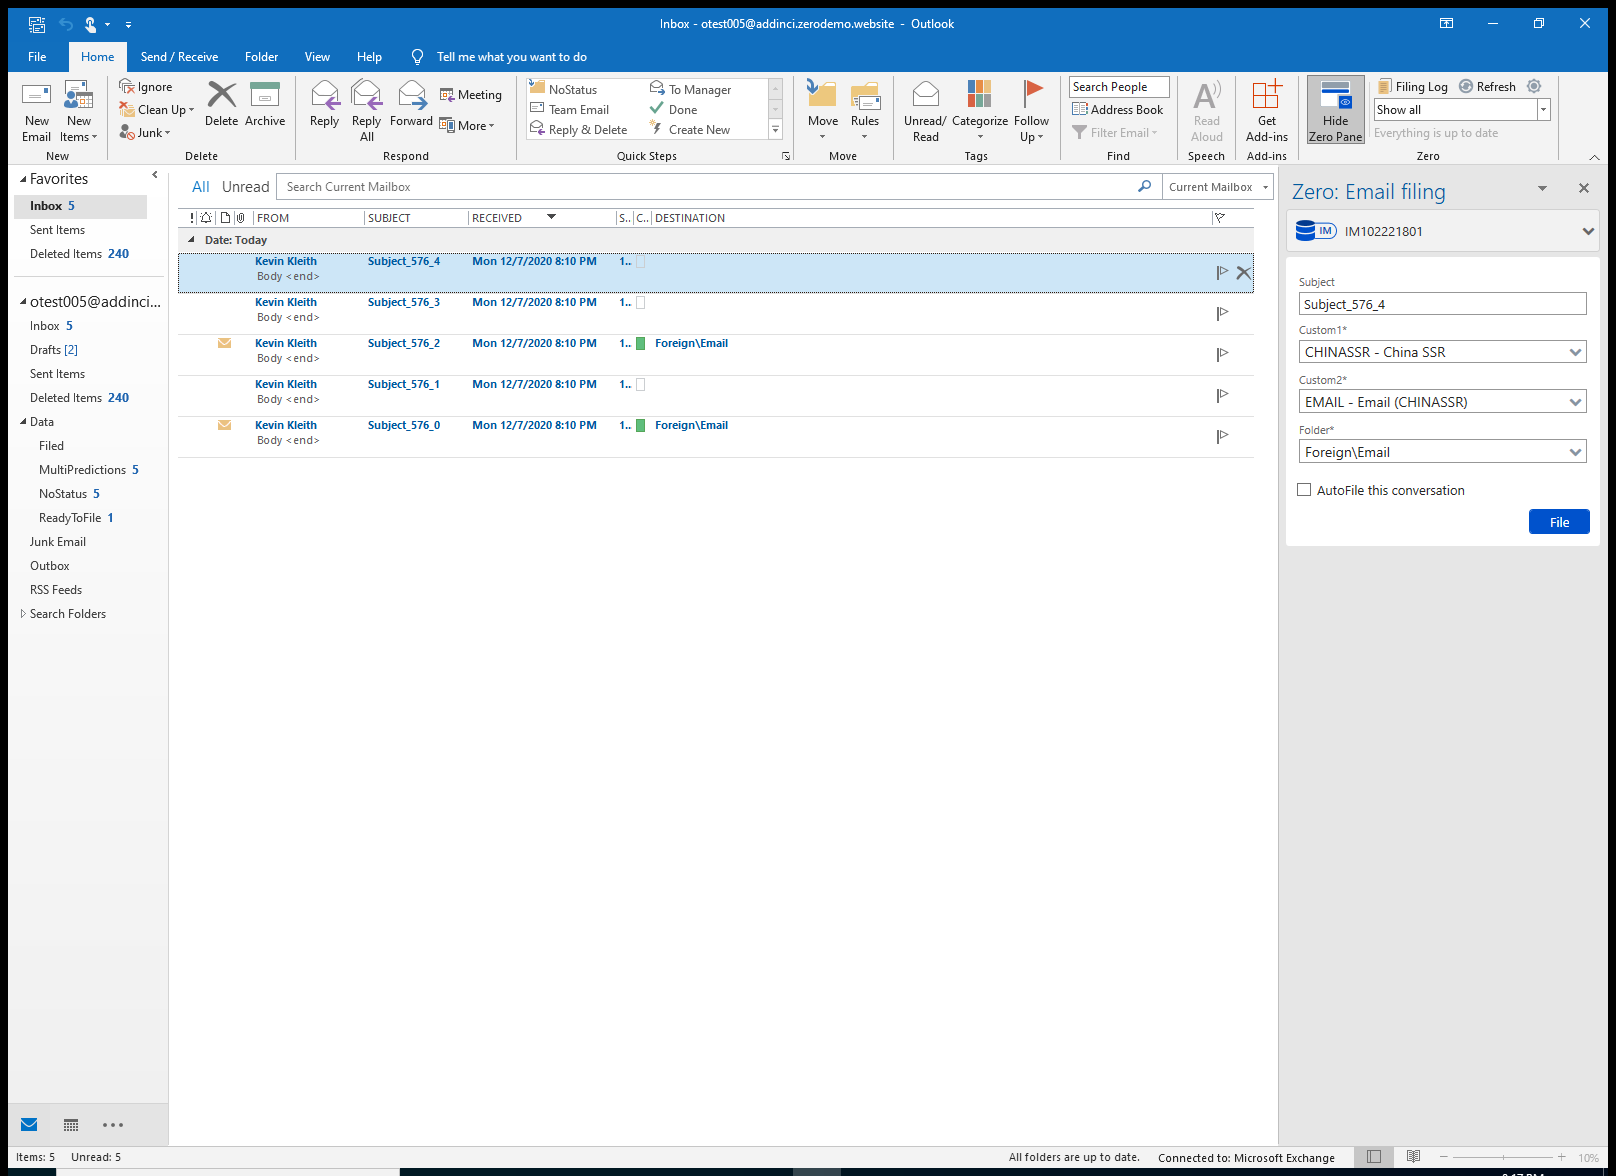 Inbox - otest005@addinci.zerodemo.website - Outlook
File Home Send / Receive Folder View Help Tell me what you want to do
New Email
New Items
New
Ignore
Clean Up
Junk
Delete
Archive
Delete
Reply
Reply All
Forward
Meeting
More
Respond
NoStatus
Team Email
Reply & Delete
To Manager
Done
Create New
Quick Steps
Move
Rules
Move
Unread/ Read
Categorize
Follow Up
Tags
Search People
Address Book
Filter Email
Find
Read Aloud
Speech
Get Add-ins
Add-ins
Hide Zero Pane
Filing Log
Refresh
Show all
Everything is up to date
Zero
Favorites
Inbox 5
Sent Items
Deleted Items 240
otest005@addinci...
Inbox 5
Drafts [2]
Sent Items
Deleted Items 240
Data
Filed
MultiPredictions 5
NoStatus 5
ReadyToFile 1
Junk Email
Outbox
RSS Feeds
Search Folders
All Unread Search Current Mailbox Current Mailbox
! FROM SUBJECT RECEIVED S.. C.. DESTINATION
Date: Today
Kevin Kleith Subject_576_4 Mon 12/7/2020 8:10 PM 1..
Body <end>
Kevin Kleith Subject_576_3 Mon 12/7/2020 8:10 PM 1..
Body <end>
Kevin Kleith Subject_576_2 Mon 12/7/2020 8:10 PM 1.. Foreign\Email
Body <end>
Kevin Kleith Subject_576_1 Mon 12/7/2020 8:10 PM 1..
Body <end>
Kevin Kleith Subject_576_0 Mon 12/7/2020 8:10 PM 1.. Foreign\Email
Body <end>
Zero: Email filing
IM IM102221801
Subject
Subject_576_4
Custom1*
CHINASSR - China SSR
Custom2*
EMAIL - Email (CHINASSR)
Folder*
Foreign\Email
AutoFile this conversation
File
Items: 5 Unread: 5 All folders are up to date. Connected to: Microsoft Exchange 10%